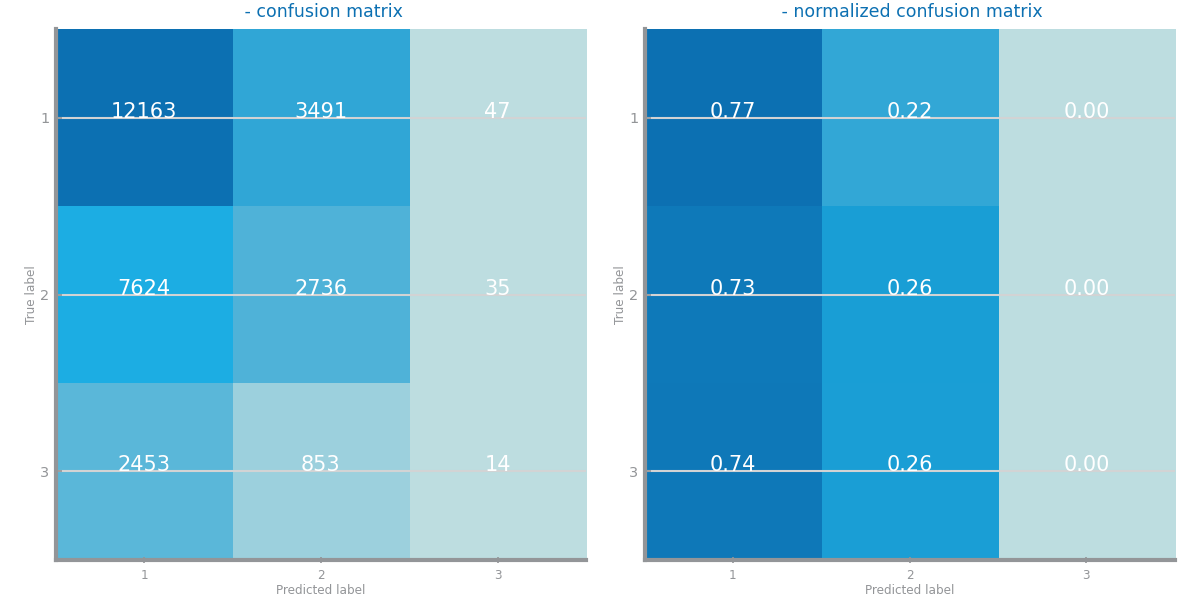 - confusion matrix
True label
1
12163 3491 47
2
7624 2736 35
3
2453 853 14
1 2 3
Predicted label
- normalized confusion matrix
True label
1
0.77 0.22 0.00
2
0.73 0.26 0.00
3
0.74 0.26 0.00
1 2 3
Predicted label